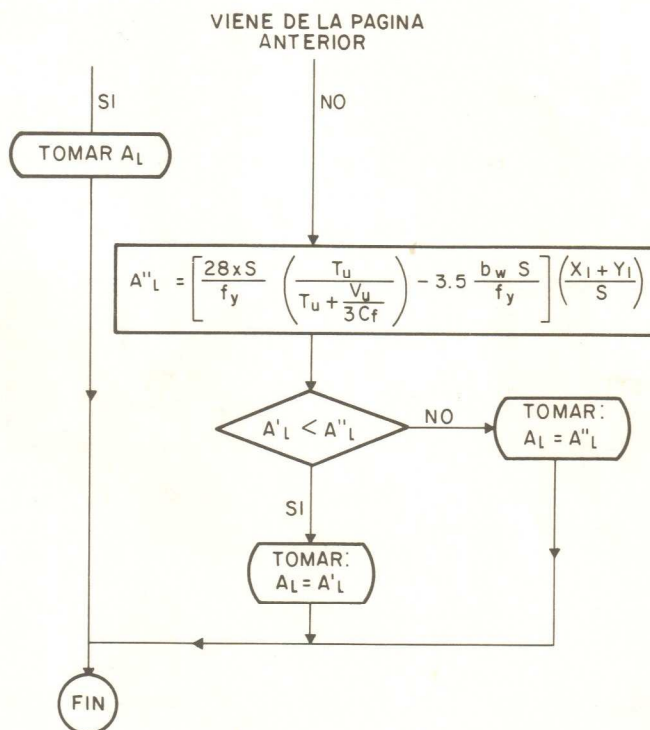 VIENE DE LA PAGINA
ANTERIOR
SI
NO
TOMAR A_L
A''_L = [ 28xS / f_y ( T_u / (T_u + V_u / 3C_f) ) - 3.5 b_w S / f_y ] ( (X_1 + Y_1) / S )
A'_L < A''_L
NO
TOMAR:
A_L = A''_L
SI
TOMAR:
A_L = A'_L
FIN